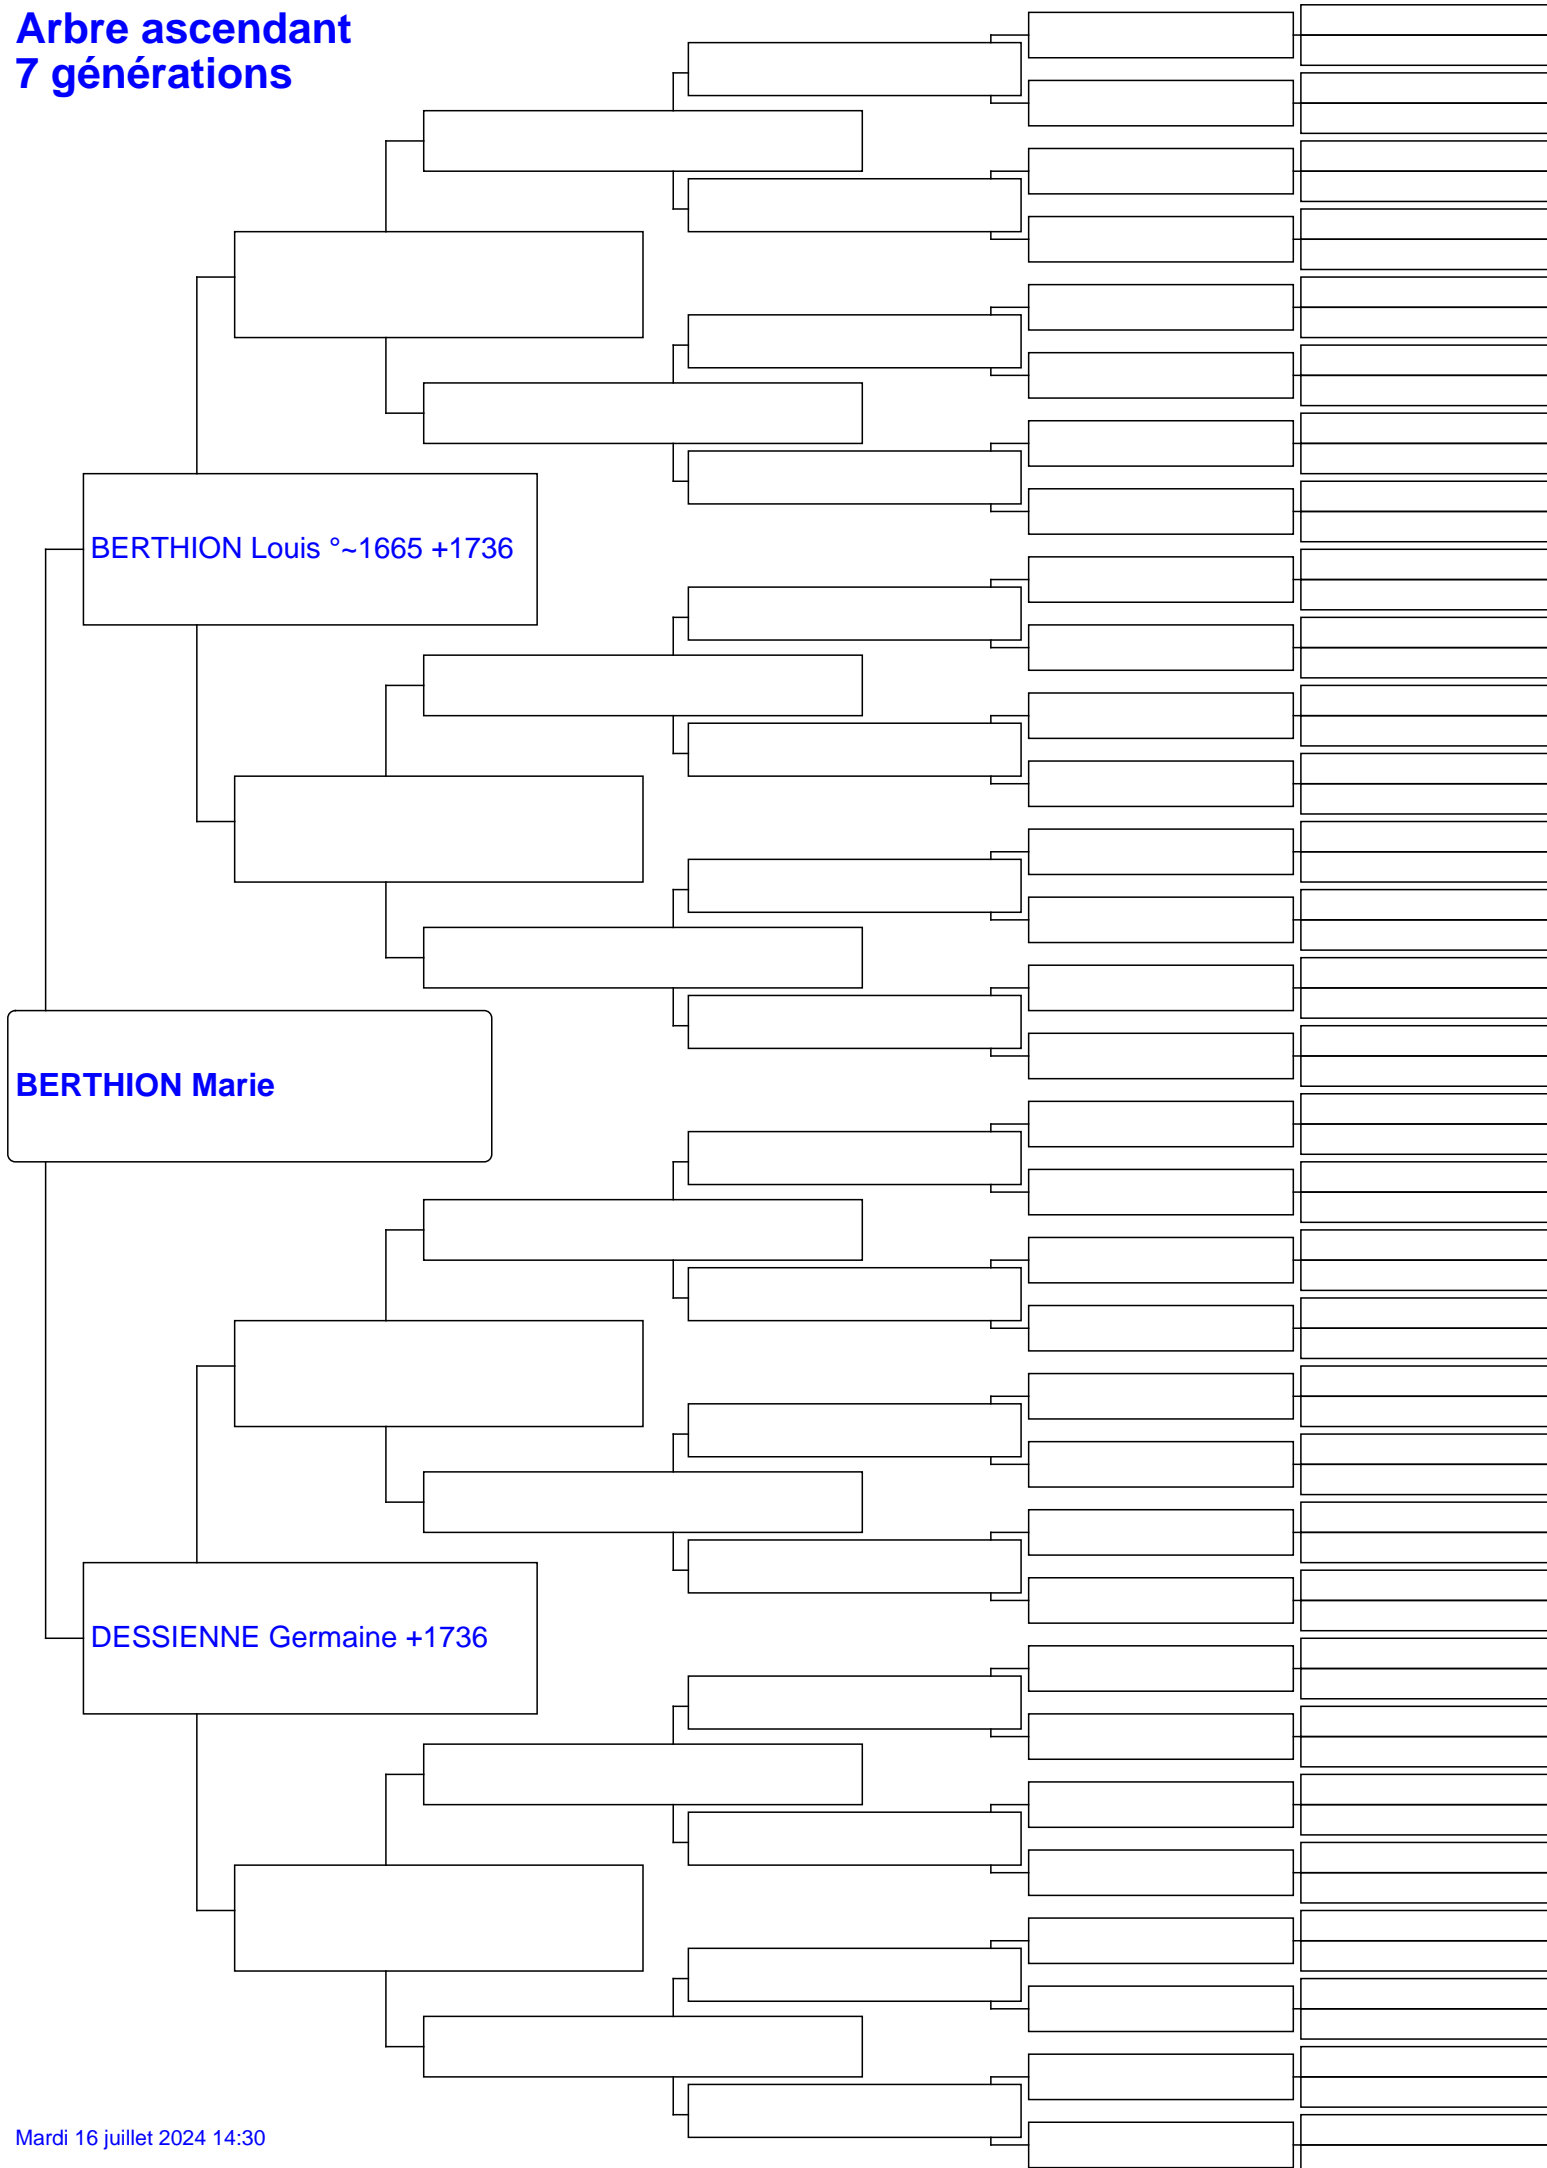 Arbre ascendant
7 générations
BERTHION Louis °~1665 +1736
BERTHION Marie
DESSIENNE Germaine +1736
Mardi 16 juillet 2024 14:30